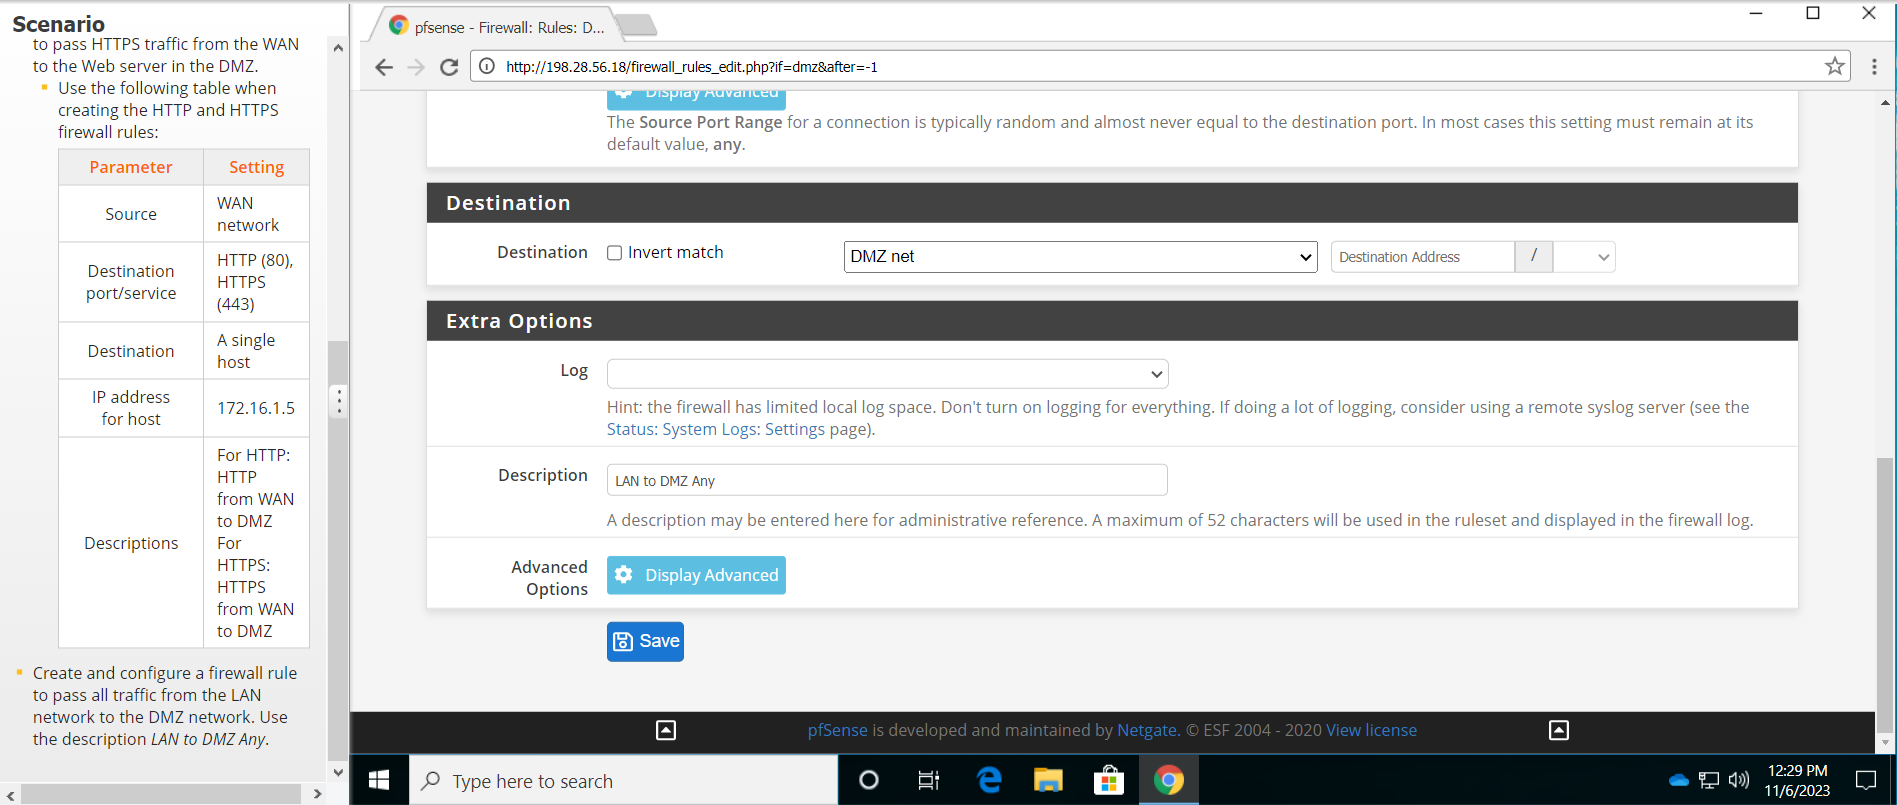 Scenario
to pass HTTPS traffic from the WAN
to the Web server in the DMZ.
Use the following table when
creating the HTTP and HTTPS
firewall rules:
Parameter Setting
Source WAN
network
Destination
port/service HTTP (80),
HTTPS
(443)
Destination A single
host
IP address
for host 172.16.1.5
Descriptions For HTTP:
HTTP
from WAN
to DMZ
For
HTTPS:
HTTPS
from WAN
to DMZ
Create and configure a firewall rule
to pass all traffic from the LAN
network to the DMZ network. Use
the description LAN to DMZ Any.
pfsense - Firewall: Rules: D...
http://198.28.56.18/firewall_rules_edit.php?if=dmz&after=-1
Display Advanced
The Source Port Range for a connection is typically random and almost never equal to the destination port. In most cases this setting must remain at its
default value, any.
Destination
Destination Invert match DMZ net Destination Address /
Extra Options
Log
Hint: the firewall has limited local log space. Don't turn on logging for everything. If doing a lot of logging, consider using a remote syslog server (see the
Status: System Logs: Settings page).
Description LAN to DMZ Any
A description may be entered here for administrative reference. A maximum of 52 characters will be used in the ruleset and displayed in the firewall log.
Advanced
Options Display Advanced
Save
pfSense is developed and maintained by Netgate. © ESF 2004 - 2020 View license
Type here to search
12:29 PM
11/6/2023